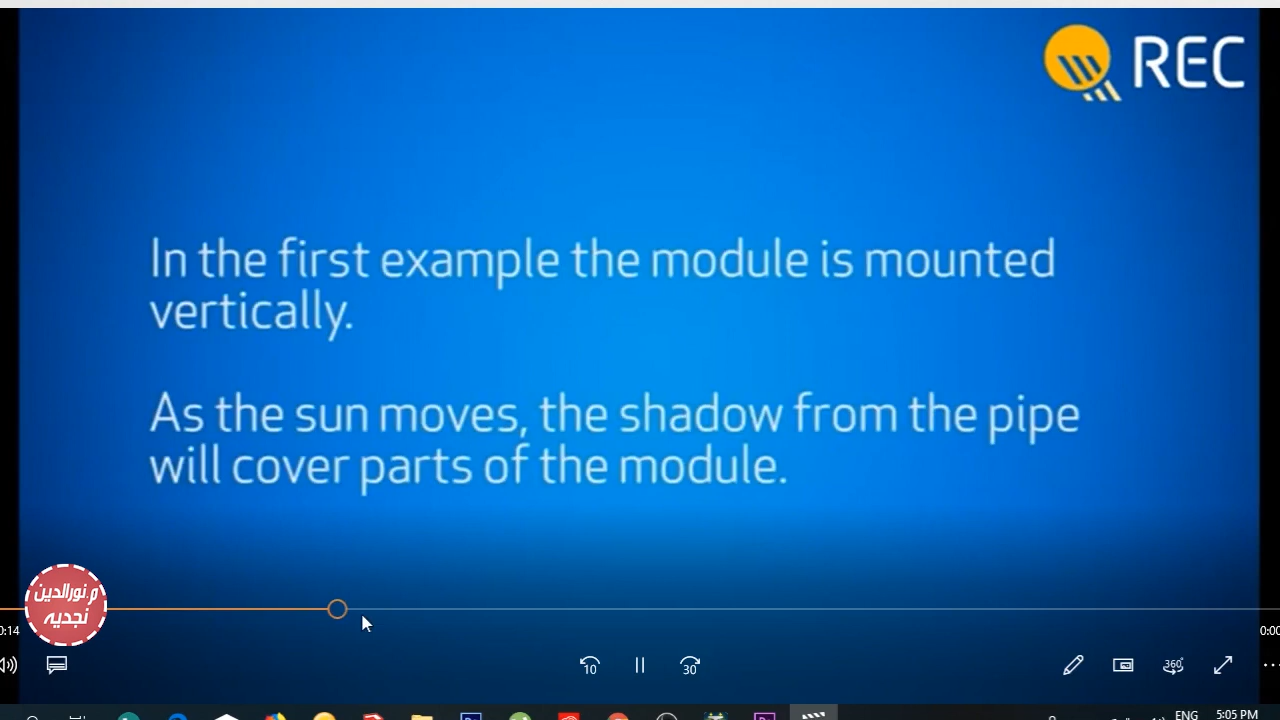 REC
In the first example the module is mounted
vertically.
As the sun moves, the shadow from the pipe
will cover parts of the module.
م.نورالدين
نجديه
0:14
0:00
10
30
360°
ENG
5:05 PM